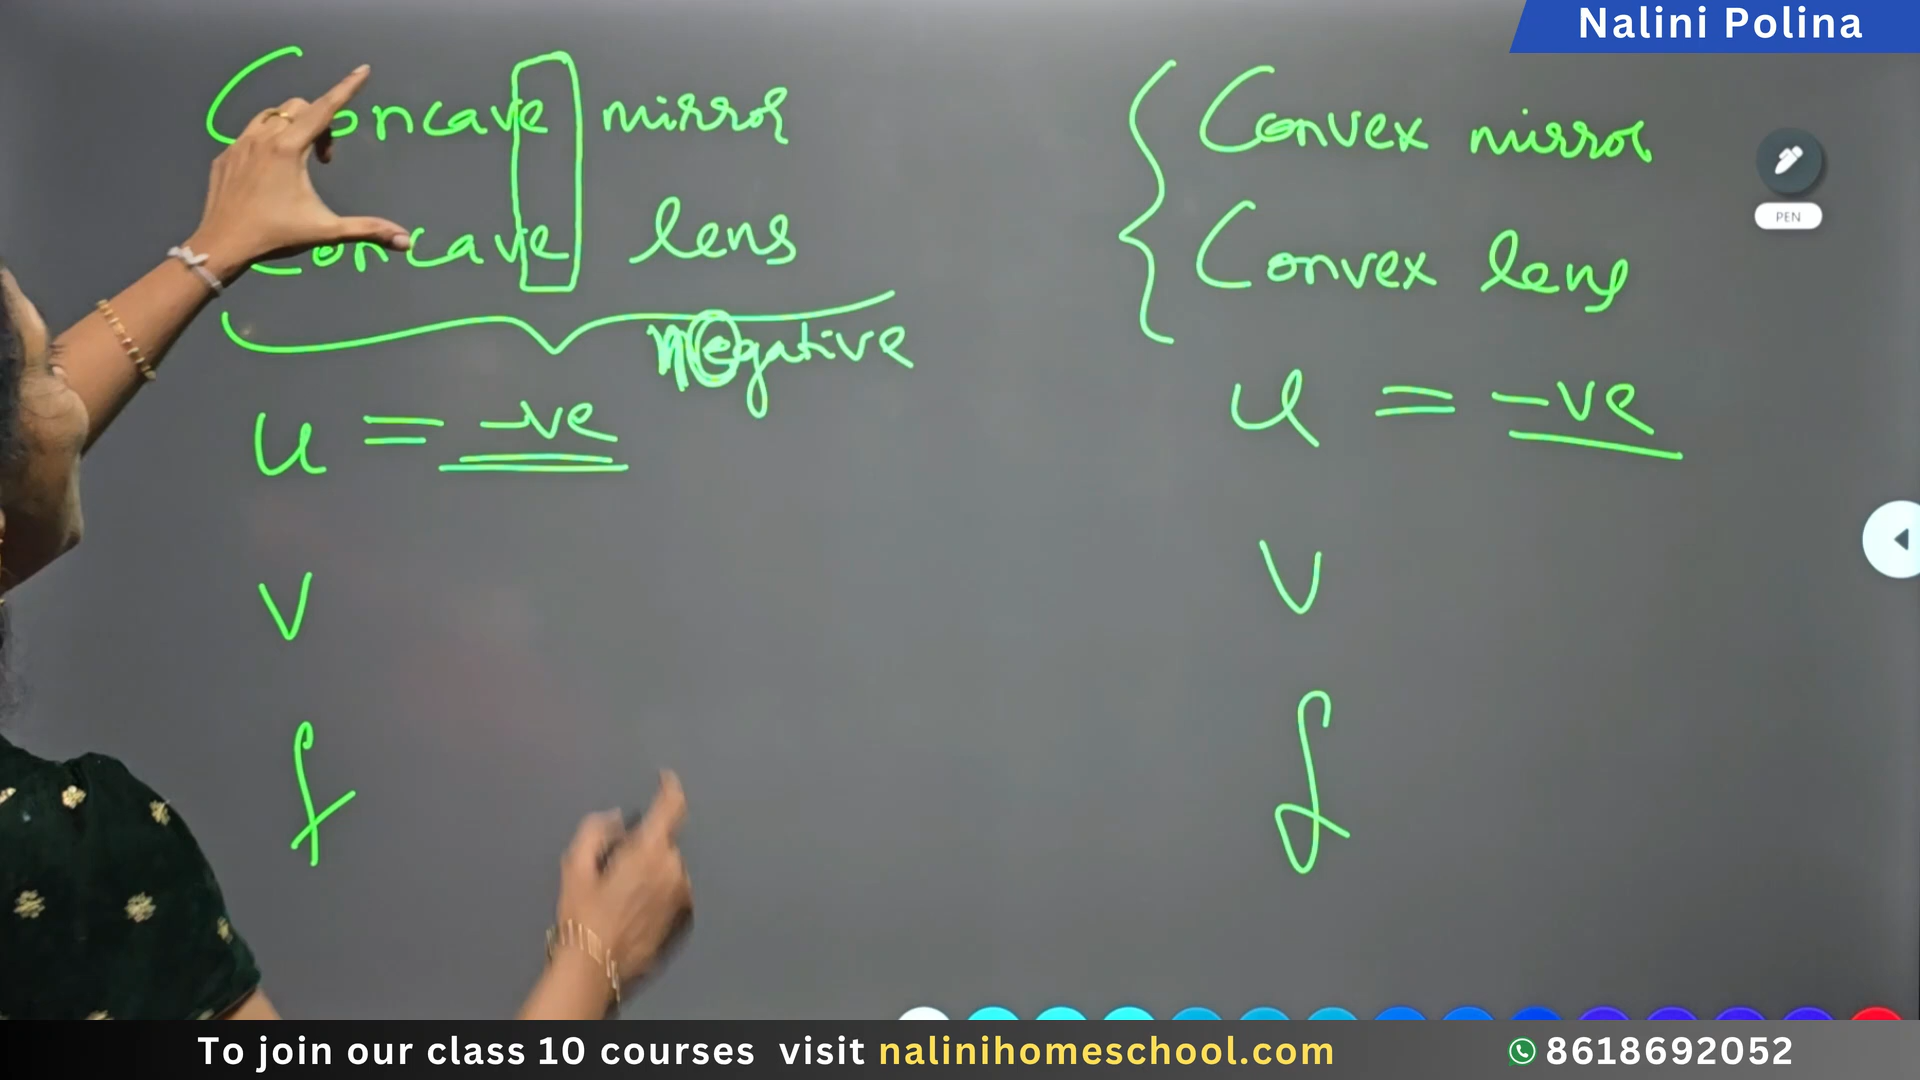 Nalini Polina
Concave mirror
Concave lens
negative
u = -ve
v
f
Convex mirror
Convex lens
u = -ve
v
f
PEN
To join our class 10 courses visit nalinihomeschool.com
8618692052